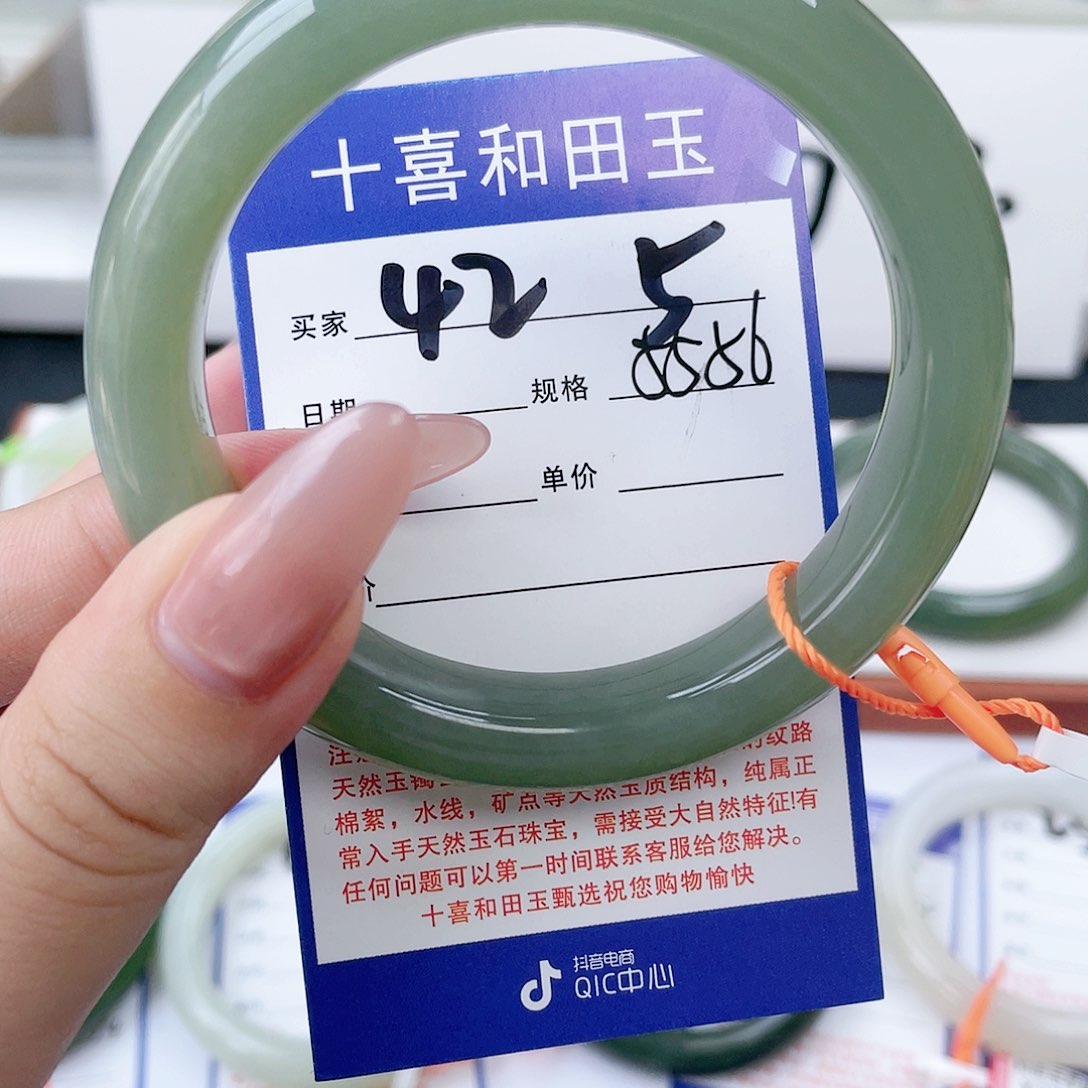 十喜和田玉
买家 42 5
日期 规格
单价
价
天然玉镯 的纹路
棉絮，水线，矿点等天然玉质结构，纯属正
常入手天然玉石珠宝，需接受大自然特征!有
任何问题可以第一时间联系客服给您解决。
十喜和田玉甄选祝您购物愉快
抖音电商
QIC中心